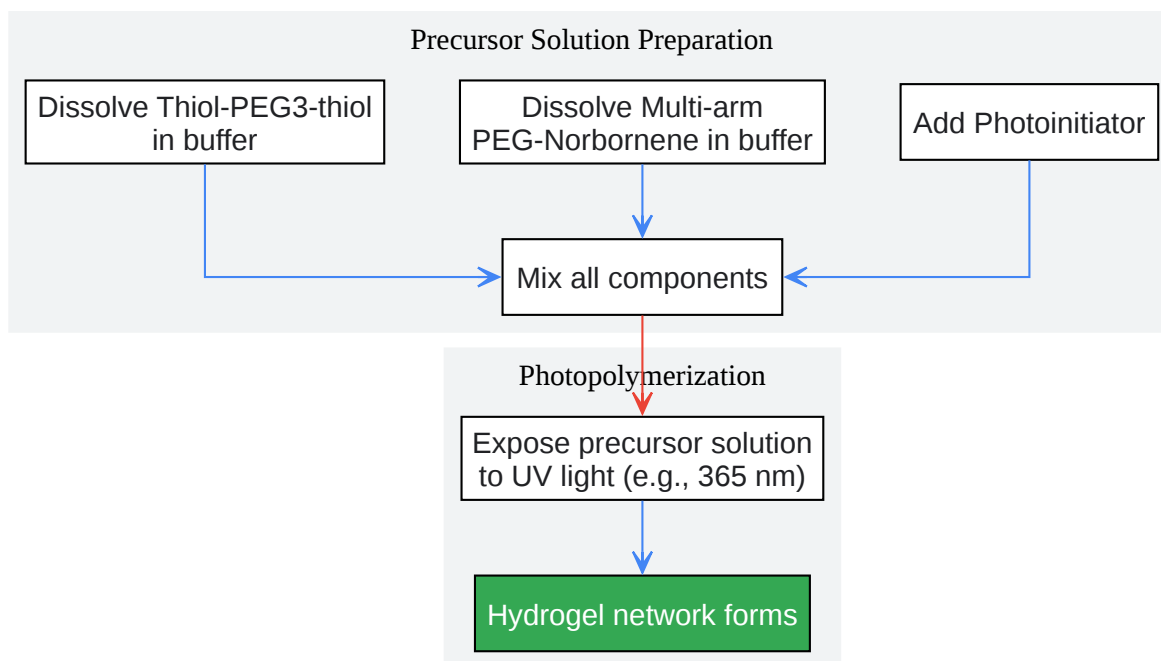 Precursor Solution Preparation
Dissolve Thiol-PEG3-thiol
in buffer
Dissolve Multi-arm
PEG-Norbornene in buffer
Add Photoinitiator
Mix all components
Photopolymerization
Expose precursor solution
to UV light (e.g., 365 nm)
Hydrogel network forms